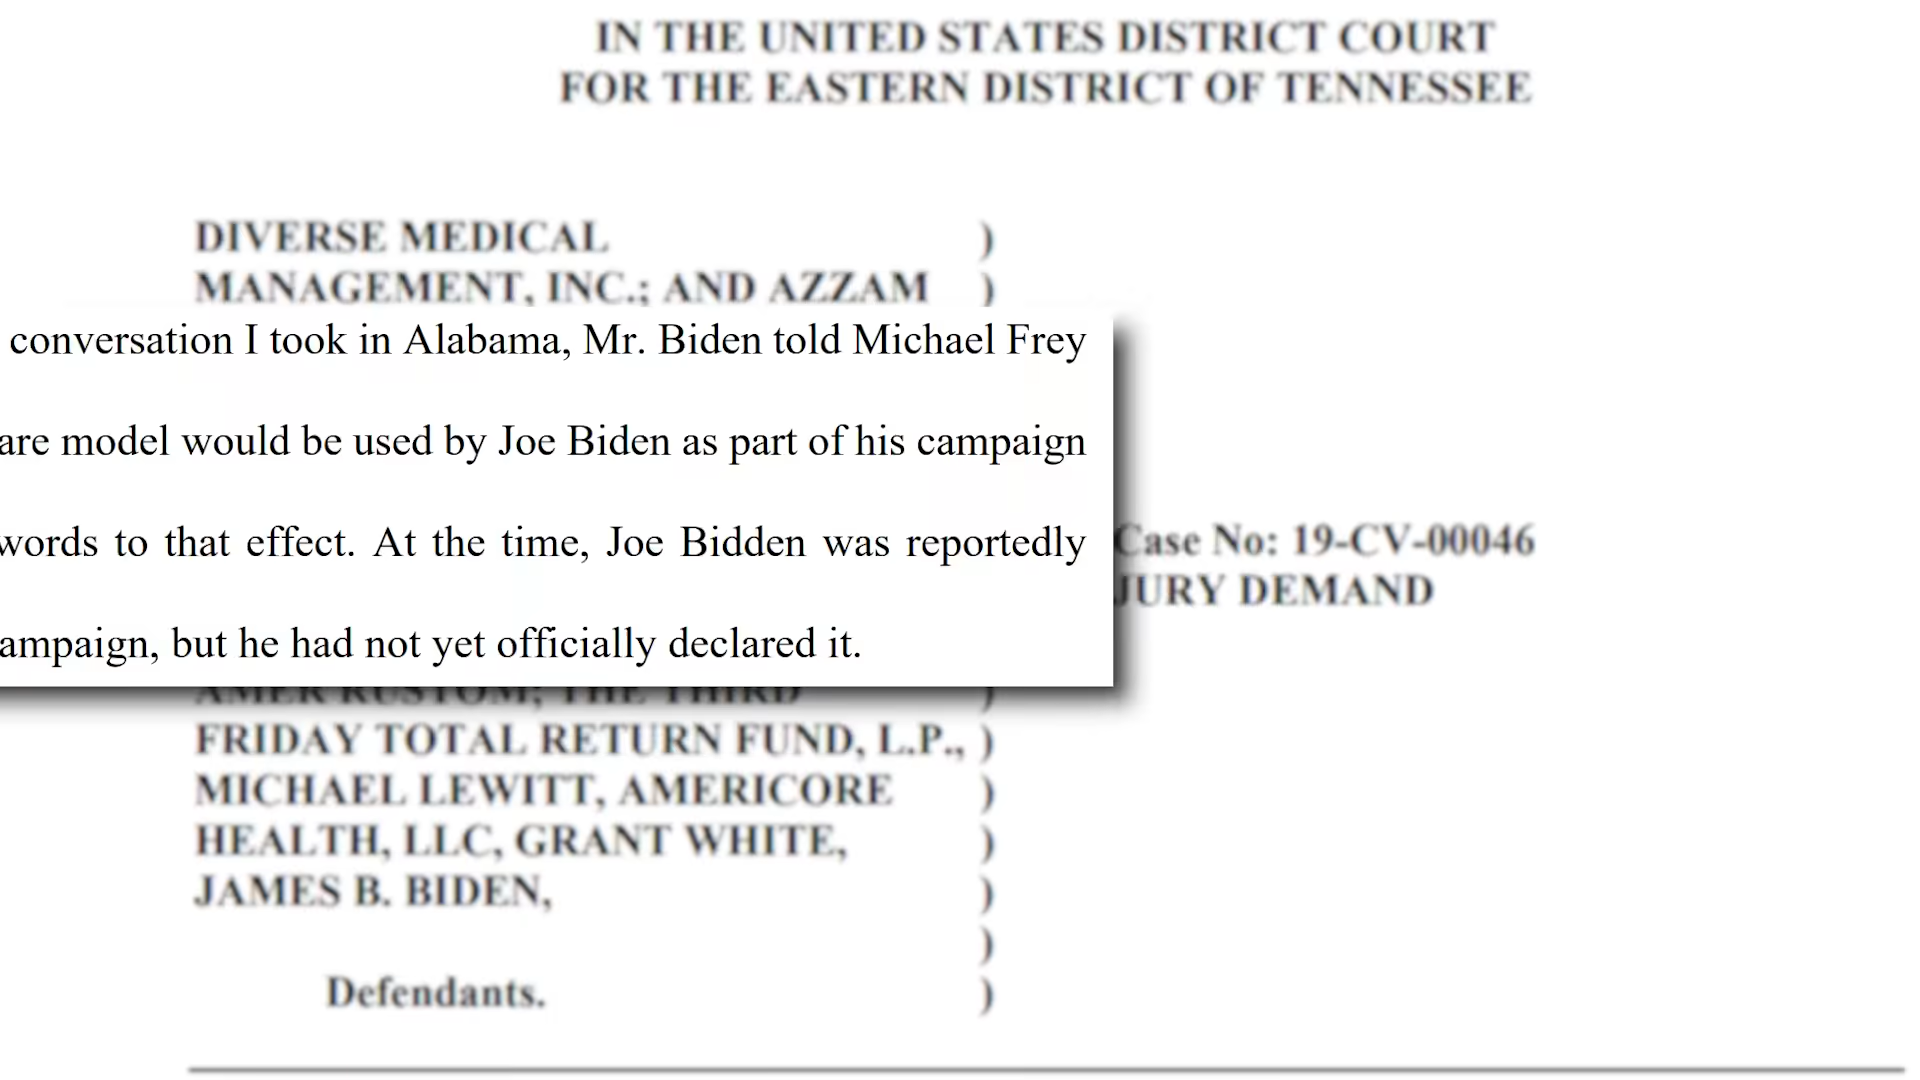 IN THE UNITED STATES DISTRICT COURT
FOR THE EASTERN DISTRICT OF TENNESSEE
DIVERSE MEDICAL )
MANAGEMENT, INC.; AND AZZAM )
conversation I took in Alabama, Mr. Biden told Michael Frey
are model would be used by Joe Biden as part of his campaign
words to that effect. At the time, Joe Bidden was reportedly
ampaign, but he had not yet officially declared it.
Case No: 19-CV-00046
JURY DEMAND
AMER RUSTOM; THE THIRD )
FRIDAY TOTAL RETURN FUND, L.P., )
MICHAEL LEWITT, AMERICORE )
HEALTH, LLC, GRANT WHITE, )
JAMES B. BIDEN, )
)
Defendants. )